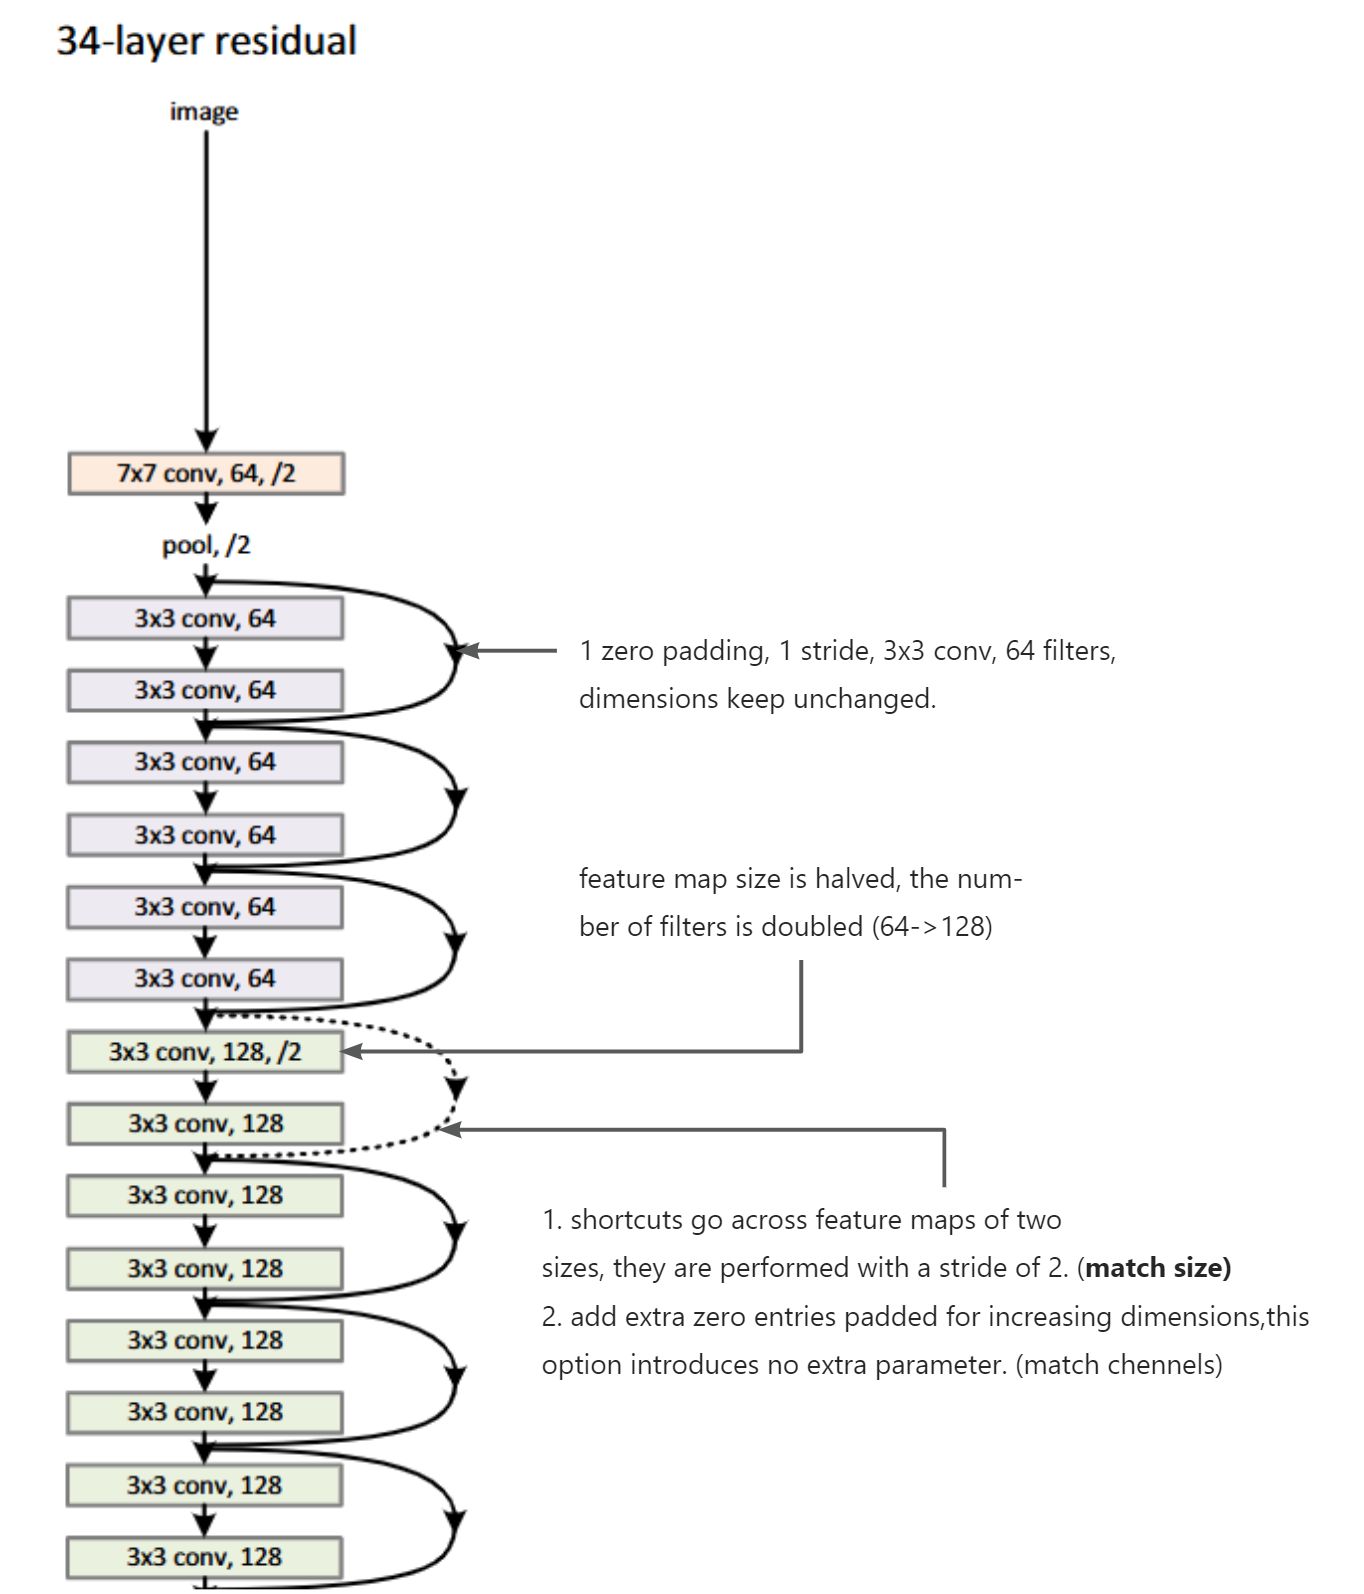 34-layer residual
image
7x7 conv, 64, /2
pool, /2
3x3 conv, 64
1 zero padding, 1 stride, 3x3 conv, 64 filters,
3x3 conv, 64
dimensions keep unchanged.
3x3 conv, 64
3x3 conv, 64
feature map size is halved, the num-
3x3 conv, 64
ber of filters is doubled (64->128)
3x3 conv, 64
3x3 conv, 128, /2
3x3 conv, 128
3x3 conv, 128
1. shortcuts go across feature maps of two
3x3 conv, 128
sizes, they are performed with a stride of 2. (match size)
2. add extra zero entries padded for increasing dimensions,this
3x3 conv, 128
option introduces no extra parameter. (match chennels)
3x3 conv, 128
3x3 conv, 128
3x3 conv, 128